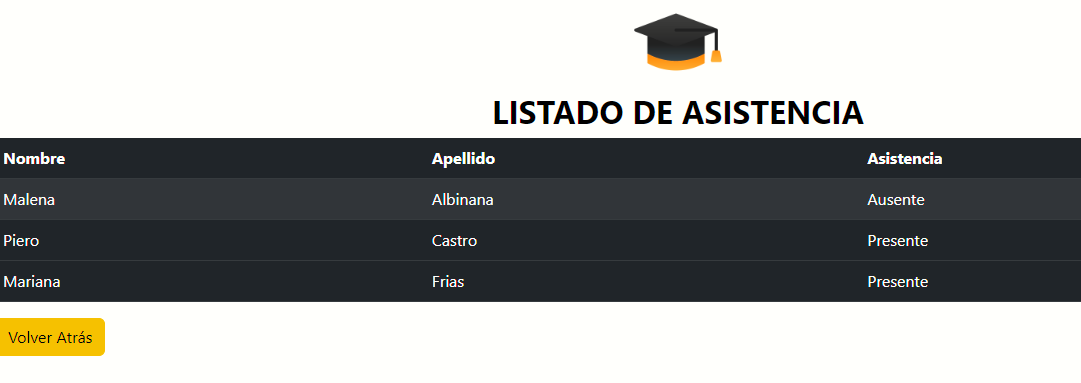 LISTADO DE ASISTENCIA
Nombre Apellido Asistencia
Malena Albinana Ausente
Piero Castro Presente
Mariana Frias Presente
Volver Atrás